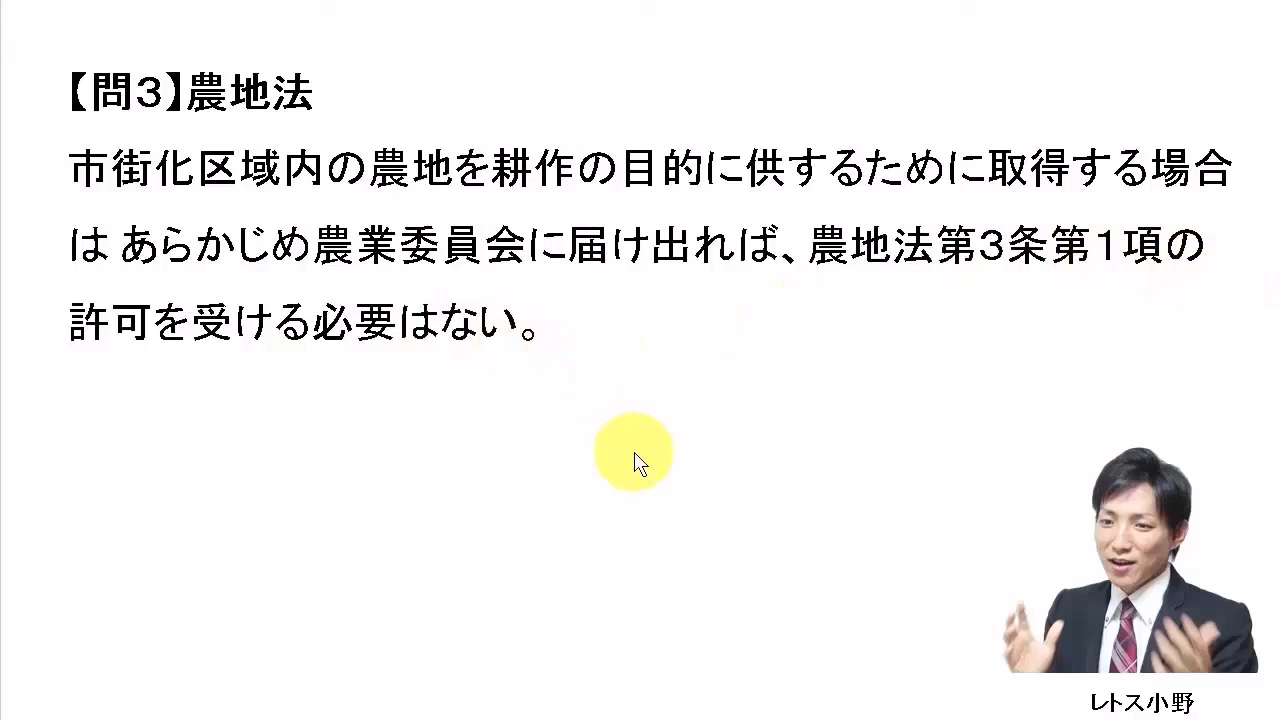 【問３】農地法
市街化区域内の農地を耕作の目的に供するために取得する場合
は あらかじめ農業委員会に届け出れば、農地法第３条第１項の
許可を受ける必要はない。
レトス小野